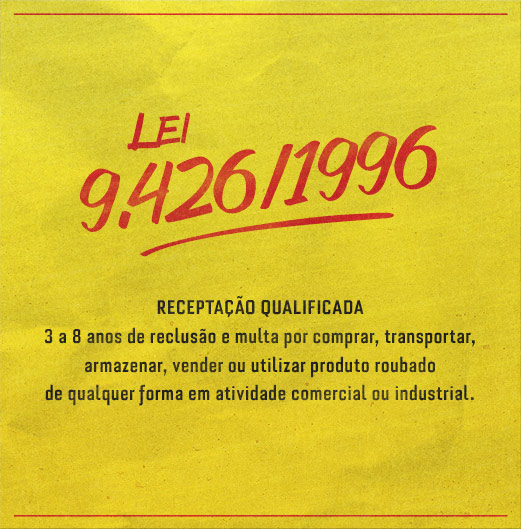 LEI
9.426/1996
RECEPTAÇÃO QUALIFICADA
3 a 8 anos de reclusão e multa por comprar, transportar,
armazenar, vender ou utilizar produto roubado
de qualquer forma em atividade comercial ou industrial.